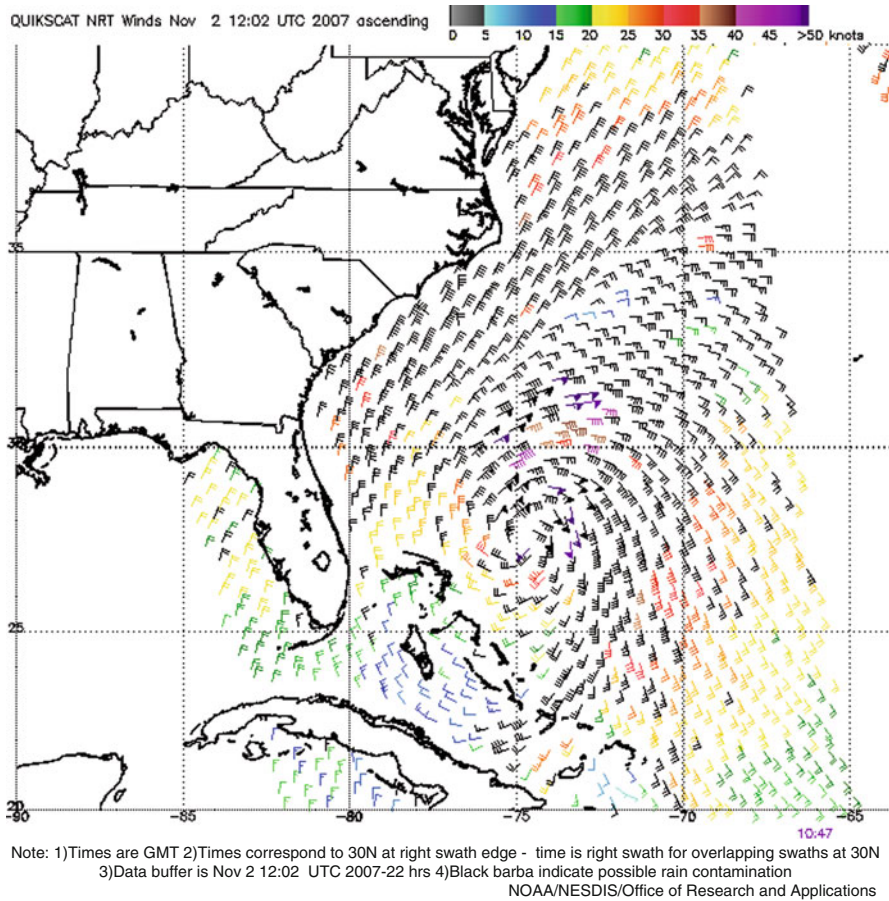 QUIKSCAT NRT Winds Nov 2 12:02 UTC 2007 ascending
0 5 10 15 20 25 30 35 40 45 >50 knots
35
30
25
20
-90 -85 -80 -75 -70 -65
10:47
Note: 1)Times are GMT 2)Times correspond to 30N at right swath edge - time is right swath for overlapping swaths at 30N
3)Data buffer is Nov 2 12:02 UTC 2007-22 hrs 4)Black barba indicate possible rain contamination
NOAA/NESDIS/Office of Research and Applications